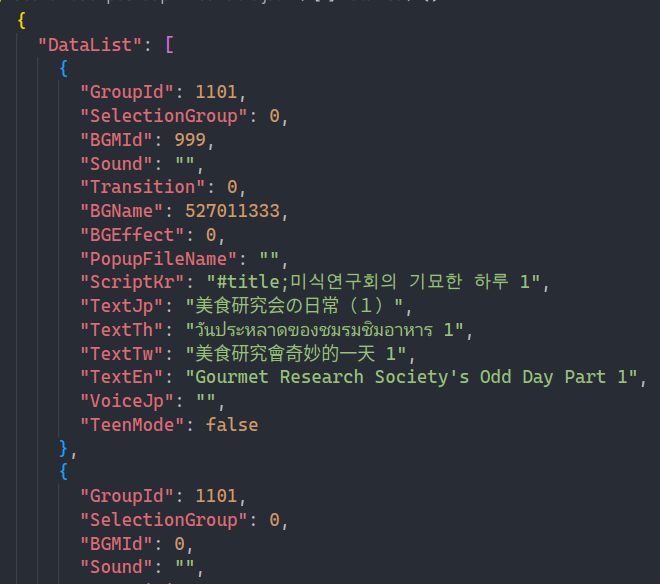 {
"DataList": [
{
"GroupId": 1101,
"SelectionGroup": 0,
"BGMId": 999,
"Sound": "",
"Transition": 0,
"BGName": 527011333,
"BGEffect": 0,
"PopupFileName": "",
"ScriptKr": "#title;미식연구회의 기묘한 하루 1",
"TextJp": "美食研究会の日常（１）",
"TextTh": "วันประหลาดของชมรมชิมอาหาร 1",
"TextTw": "美食研究會奇妙的一天 1",
"TextEn": "Gourmet Research Society's Odd Day Part 1",
"VoiceJp": "",
"TeenMode": false
},
{
"GroupId": 1101,
"SelectionGroup": 0,
"BGMId": 0,
"Sound": "",